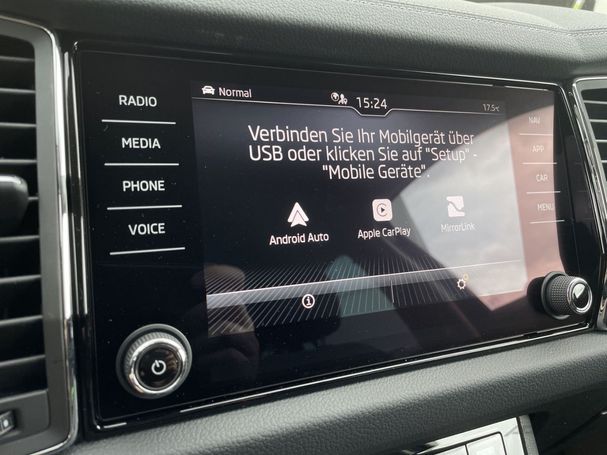 Normal
15:24
17.5°C
RADIO
MEDIA
PHONE
VOICE
NAV
APP
CAR
MENU
Verbinden Sie Ihr Mobilgerät über
USB oder klicken Sie auf "Setup" -
"Mobile Geräte".
Android Auto
Apple CarPlay
MirrorLink